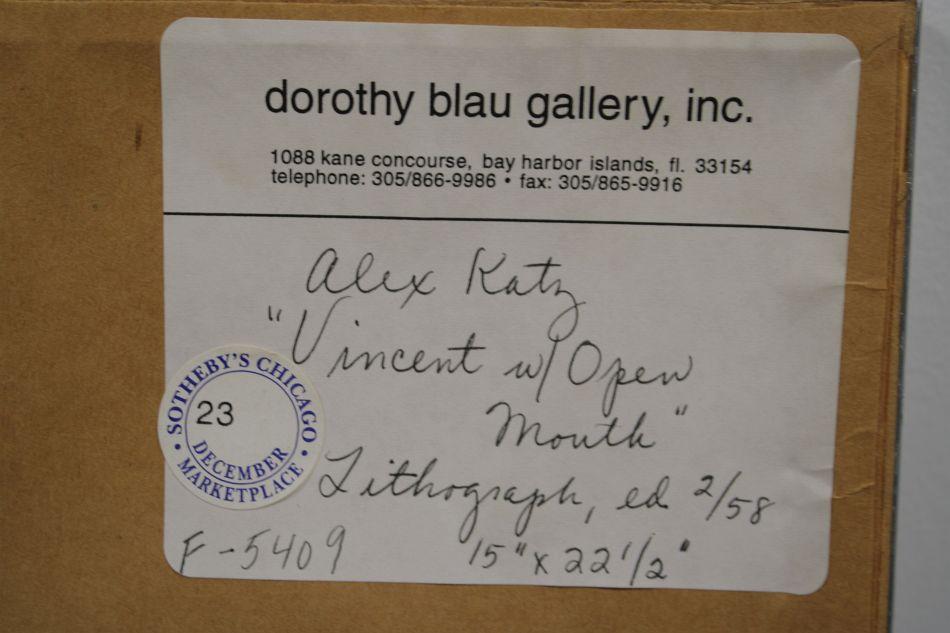 dorothy blau gallery, inc.
1088 kane concourse, bay harbor islands, fl. 33154
telephone: 305/866-9986 • fax: 305/865-9916
Alex Katz
"Vincent w/ Open
Mouth"
Lithograph, ed 2/58
15" x 22 1/2"
F-5409
SOTHEBY'S CHICAGO
23
DECEMBER
• MARKETPLACE •